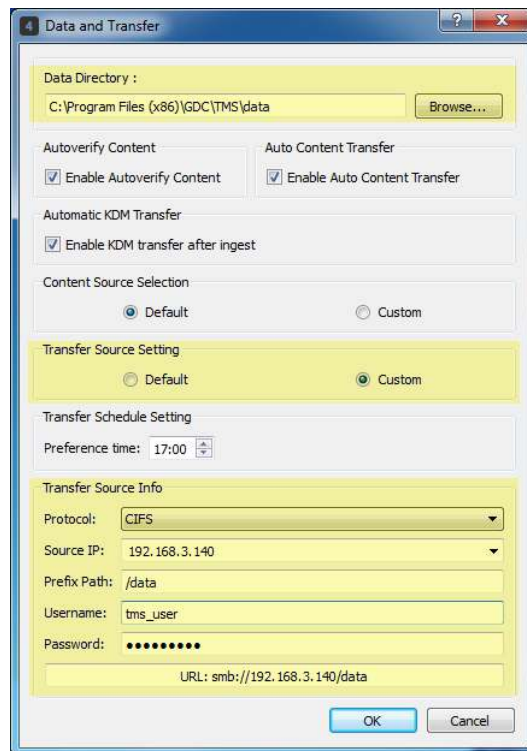 4 Data and Transfer
Data Directory :
C:\Program Files (x86)\GDC\TMS\data Browse...
Autoverify Content Auto Content Transfer
Enable Autoverify Content Enable Auto Content Transfer
Automatic KDM Transfer
Enable KDM transfer after ingest
Content Source Selection
Default Custom
Transfer Source Setting
Default Custom
Transfer Schedule Setting
Preference time: 17:00
Transfer Source Info
Protocol: CIFS
Source IP: 192.168.3.140
Prefix Path: /data
Username: tms_user
Password: •••••••••
URL: smb://192.168.3.140/data
OK Cancel